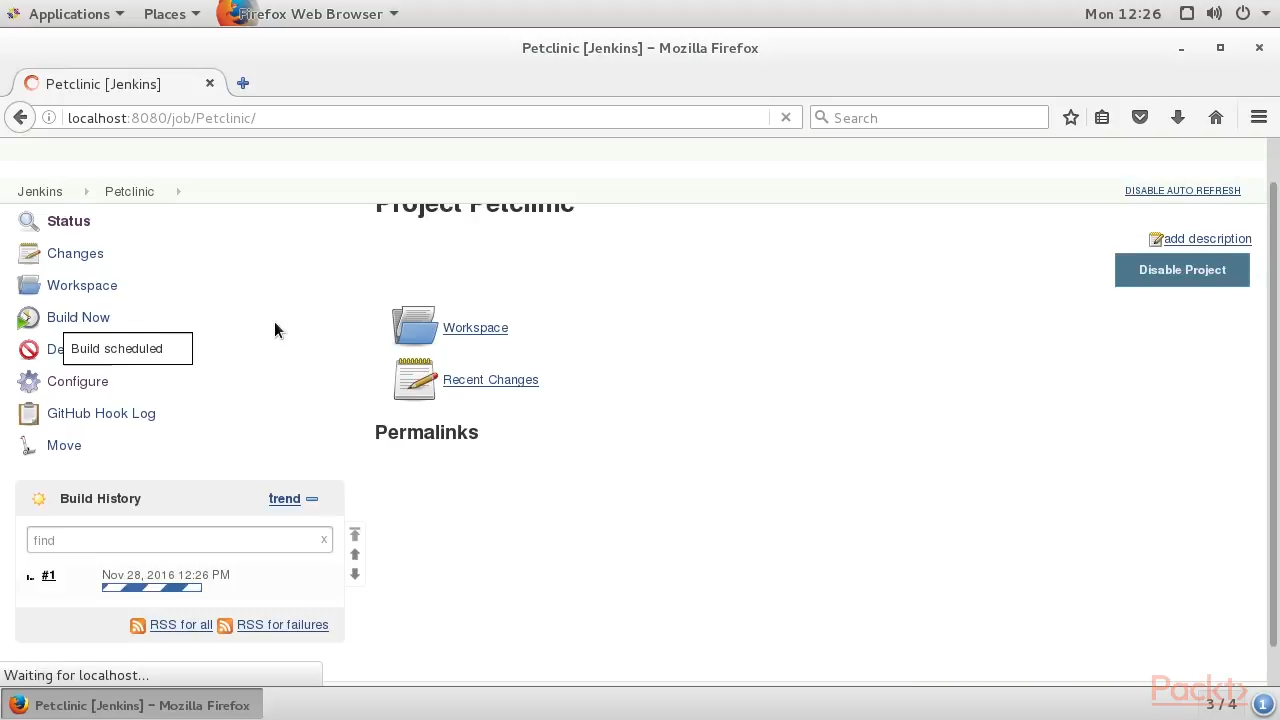 Applications Places Firefox Web Browser Mon 12:26
Petclinic [Jenkins] – Mozilla Firefox
Petclinic [Jenkins]
localhost:8080/job/Petclinic/ Search
Jenkins Petclinic DISABLE AUTO REFRESH
Project Petclinic
Status
add description
Changes
Disable Project
Workspace
Build Now
Workspace
De
Build scheduled
Configure
Recent Changes
GitHub Hook Log
Permalinks
Move
Build History trend
find x
#1 Nov 28, 2016 12:26 PM
RSS for all RSS for failures
Waiting for localhost...
Packt
Petclinic [Jenkins] – Mozilla Firefox 3 / 4 1